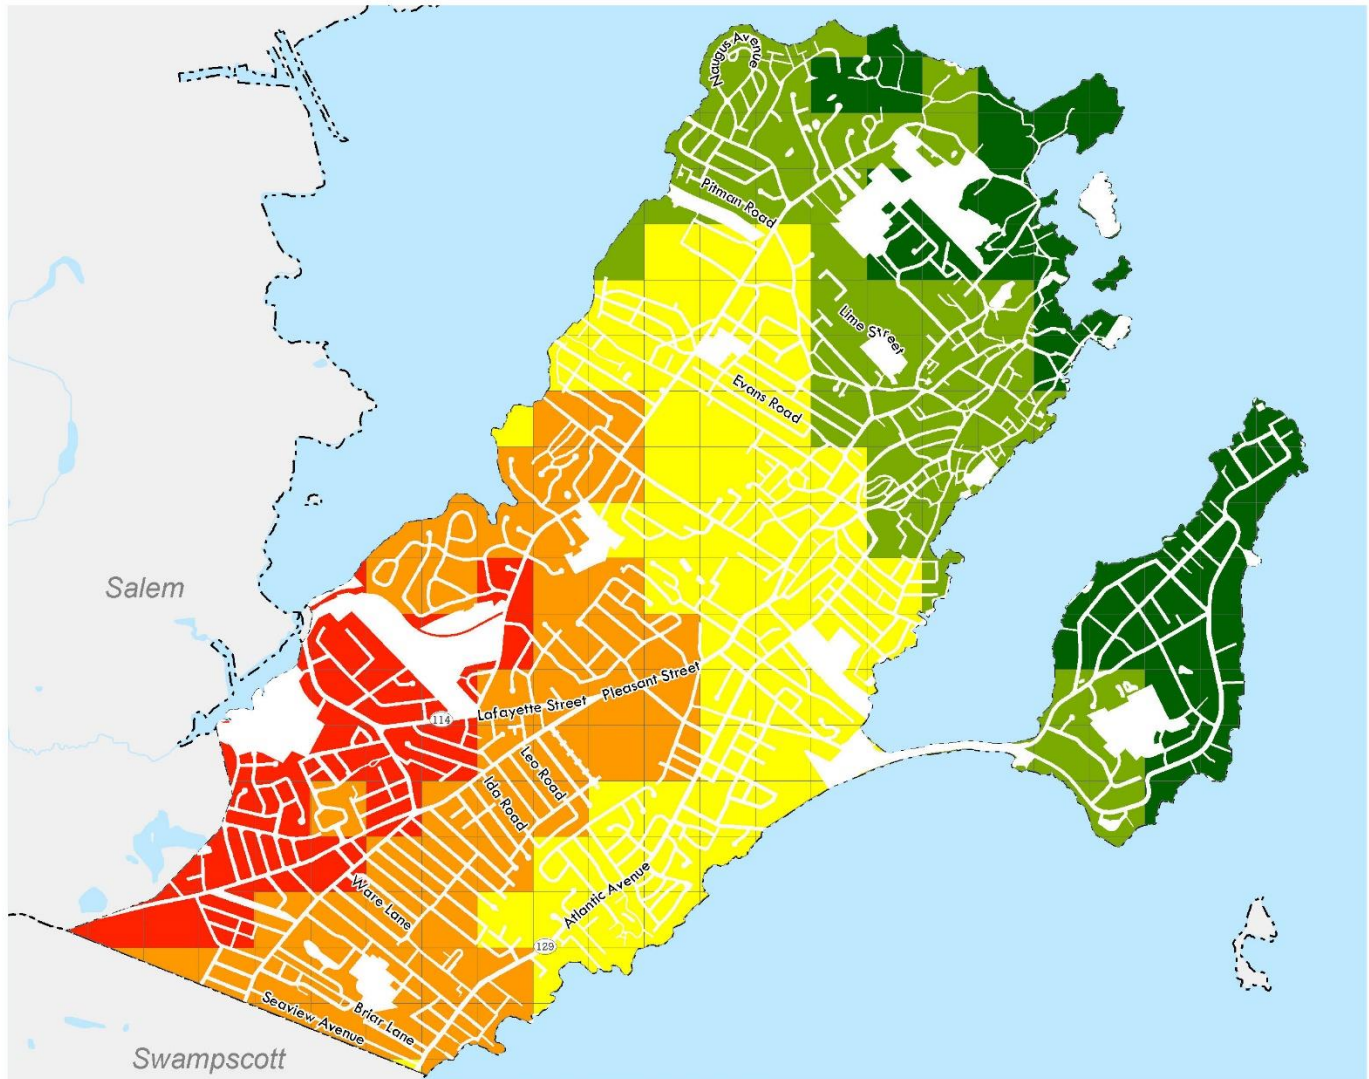 Naugus Avenue
Pitman Road
Lime Street
Evans Road
Salem
Lafayette Street
Pleasant Street
114
Leo Road
Ida Road
Ware Lane
Atlantic Avenue
129
Seaview Avenue
Briar Lane
Swampscott